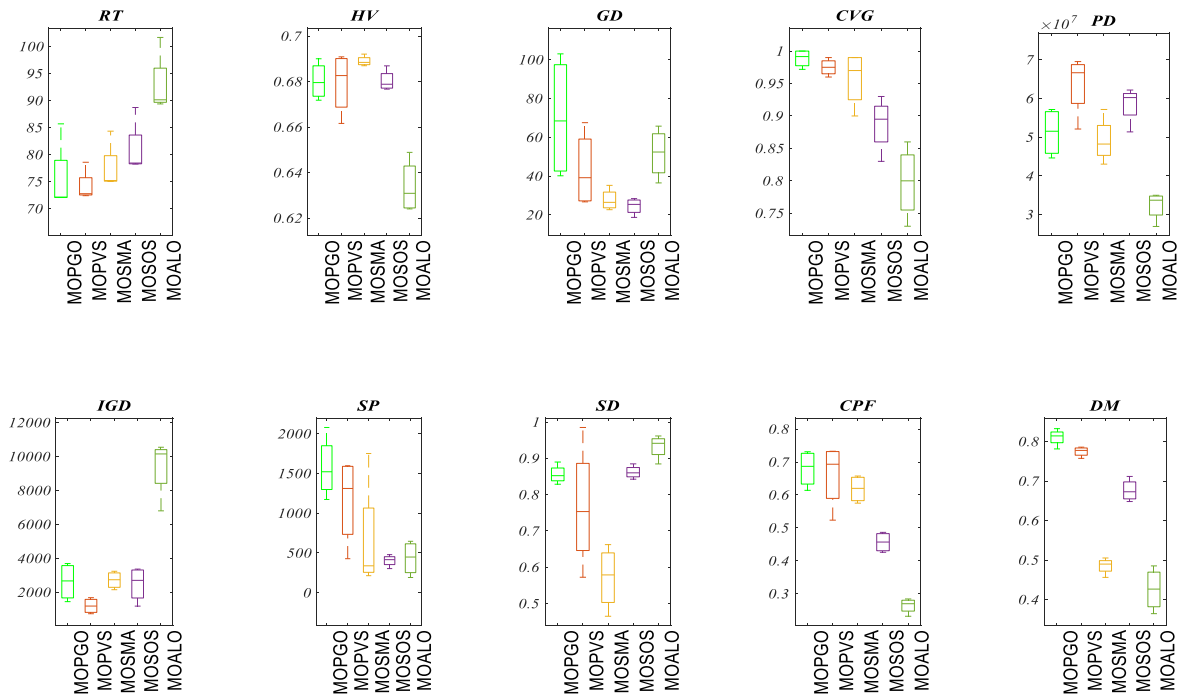 RT
HV
GD
CVG
PD
×10⁷
100
95
90
85
80
75
70
MOPGO
MOPVS
MOSMA
MOSOS
MOALO
0.7
0.68
0.66
0.64
0.62
MOPGO
MOPVS
MOSMA
MOSOS
MOALO
100
80
60
40
20
MOPGO
MOPVS
MOSMA
MOSOS
MOALO
1
0.95
0.9
0.85
0.8
0.75
MOPGO
MOPVS
MOSMA
MOSOS
MOALO
7
6
5
4
3
MOPGO
MOPVS
MOSMA
MOSOS
MOALO
IGD
SP
SD
CPF
DM
12000
10000
8000
6000
4000
2000
MOPGO
MOPVS
MOSMA
MOSOS
MOALO
2000
1500
1000
500
0
MOPGO
MOPVS
MOSMA
MOSOS
MOALO
1
0.9
0.8
0.7
0.6
0.5
MOPGO
MOPVS
MOSMA
MOSOS
MOALO
0.8
0.7
0.6
0.5
0.4
0.3
MOPGO
MOPVS
MOSMA
MOSOS
MOALO
0.8
0.7
0.6
0.5
0.4
MOPGO
MOPVS
MOSMA
MOSOS
MOALO